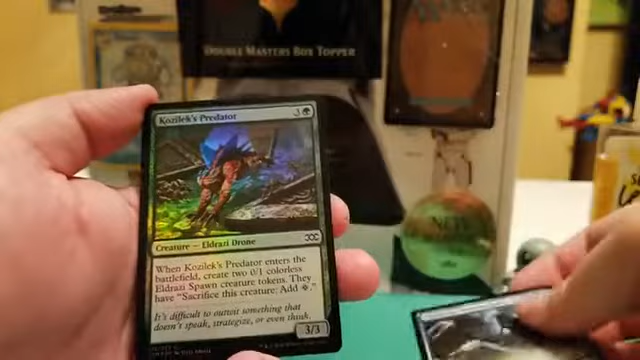 DOUBLE MASTERS BOX TOPPER
Kozilek's Predator 3
Creature — Eldrazi Drone
When Kozilek's Predator enters the
battlefield, create two 0/1 colorless
Eldrazi Spawn creature tokens. They
have "Sacrifice this creature: Add ."
It's difficult to outwit something that
doesn't speak, strategize, or even think.
3/3